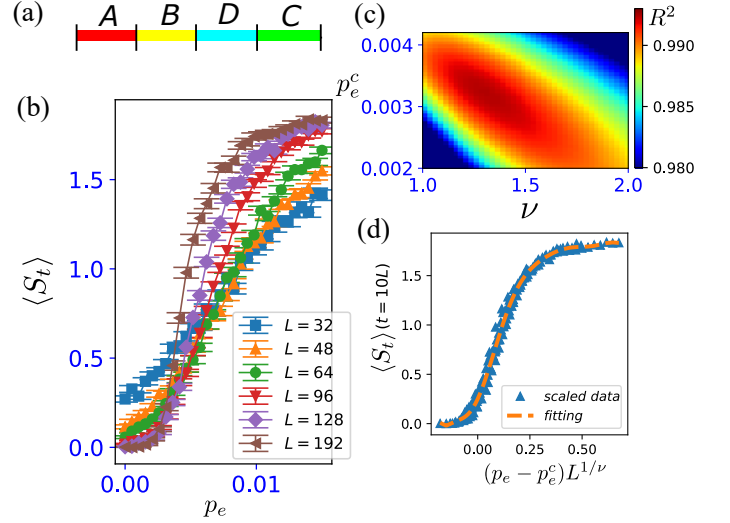 (a)
A B D C
(b)
⟨S_t⟩
1.5
1.0
0.5
0.0
0.00 0.01
p_e
L = 32
L = 48
L = 64
L = 96
L = 128
L = 192
(c)
p_e^c
0.004
0.003
0.002
1.0 1.5 2.0
ν
R^2
0.990
0.985
0.980
(d)
⟨S_t⟩(t = 10L)
1.5
1.0
0.5
0.0
0.00 0.25 0.50
(p_e − p_e^c)L^{1/ν}
scaled data
fitting